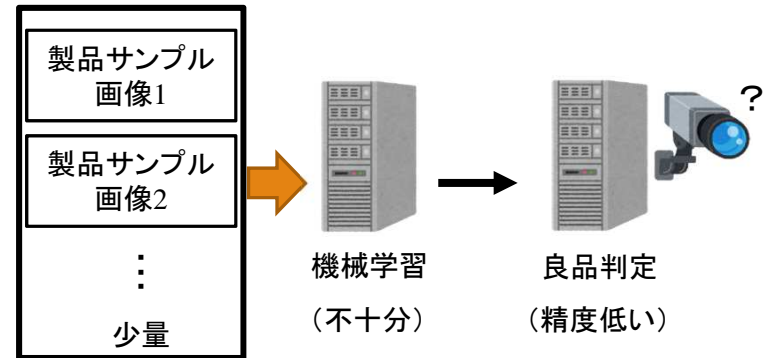 製品サンプル
画像1
製品サンプル
画像2
⋮
少量
機械学習
（不十分）
良品判定
（精度低い）
？